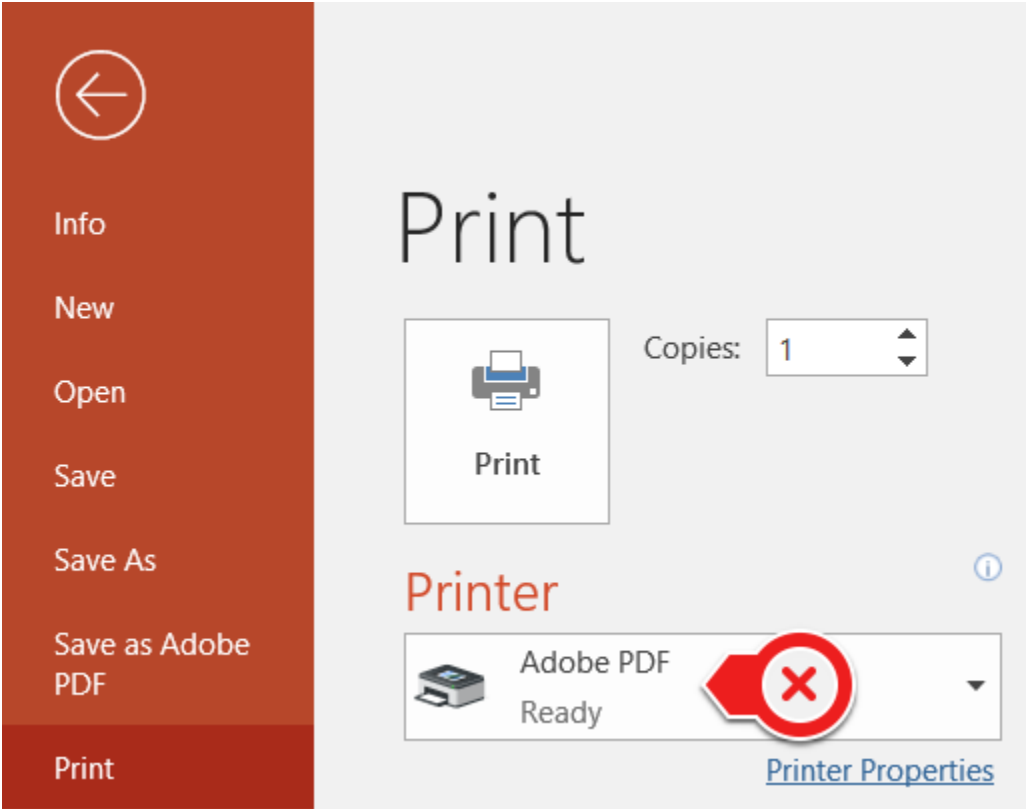 Info
New
Open
Save
Save As
Save as Adobe
PDF
Print
Print
Print
Copies: 1
Printer
Adobe PDF
Ready
Printer Properties